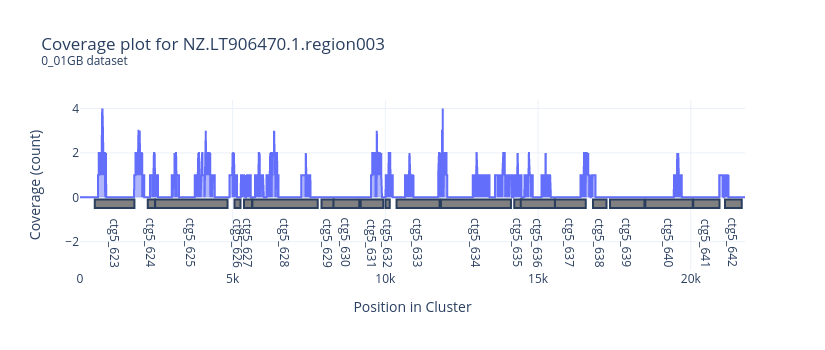 Coverage plot for NZ.LT906470.1.region003
0_01GB dataset
Coverage (count)
4
2
0
−2
ctg5_623
ctg5_624
ctg5_625
ctg5_626
ctg5_627
ctg5_628
ctg5_629
ctg5_630
ctg5_631
ctg5_632
ctg5_633
ctg5_634
ctg5_635
ctg5_636
ctg5_637
ctg5_638
ctg5_639
ctg5_640
ctg5_641
ctg5_642
0 5k 10k 15k 20k
Position in Cluster